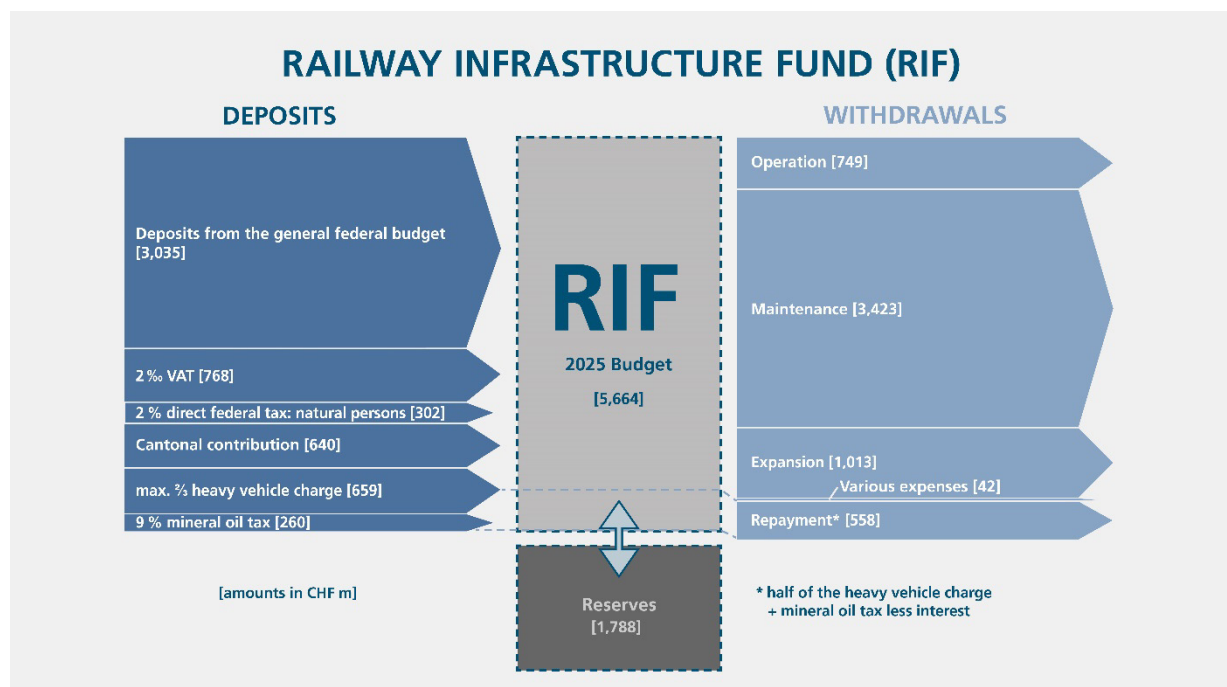 RAILWAY INFRASTRUCTURE FUND (RIF)
DEPOSITS
Deposits from the general federal budget
[3,035]
2 ‰ VAT [768]
2 % direct federal tax: natural persons [302]
Cantonal contribution [640]
max. ⅔ heavy vehicle charge [659]
9 % mineral oil tax [260]
[amounts in CHF m]
RIF
2025 Budget
[5,664]
Reserves
[1,788]
WITHDRAWALS
Operation [749]
Maintenance [3,423]
Expansion [1,013]
Various expenses [42]
Repayment* [558]
* half of the heavy vehicle charge
+ mineral oil tax less interest